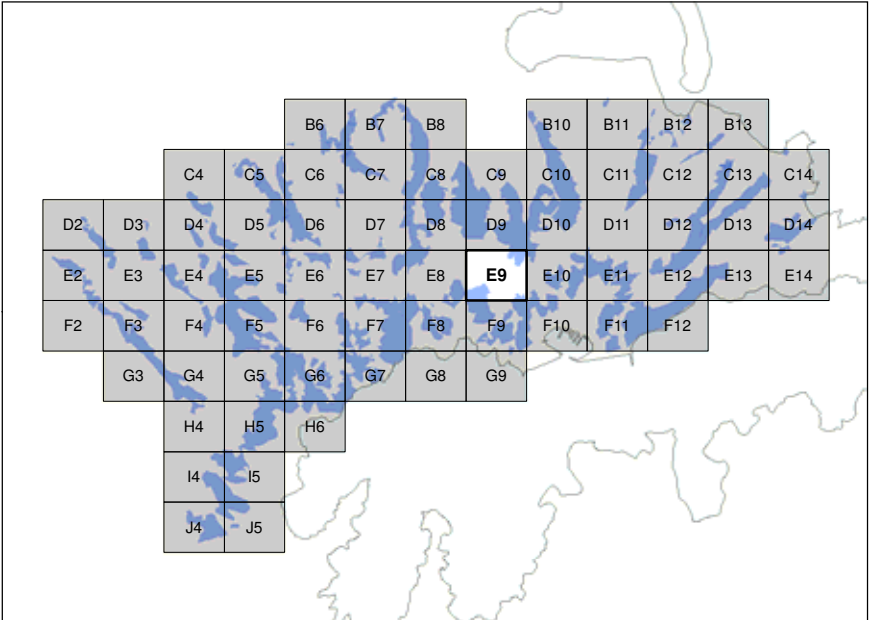 B6 B7 B8 B10 B11 B12 B13
C4 C5 C6 C7 C8 C9 C10 C11 C12 C13 C14
D2 D3 D4 D5 D6 D7 D8 D9 D10 D11 D12 D13 D14
E2 E3 E4 E5 E6 E7 E8 E9 E10 E11 E12 E13 E14
F2 F3 F4 F5 F6 F7 F8 F9 F10 F11 F12
G3 G4 G5 G6 G7 G8 G9
H4 H5 H6
I4 I5
J4 J5